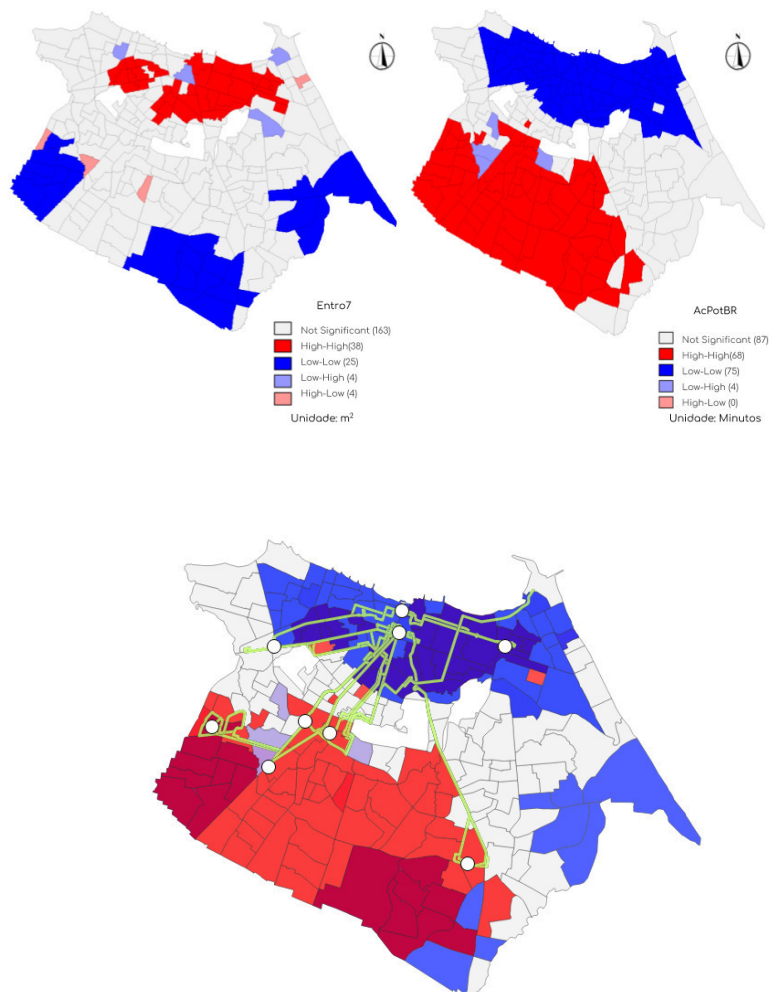 Entro7
Not Significant (163)
High-High(38)
Low-Low (25)
Low-High (4)
High-Low (4)
Unidade: m²
AcPotBR
Not Significant (87)
High-High(68)
Low-Low (75)
Low-High (4)
High-Low (0)
Unidade: Minutos